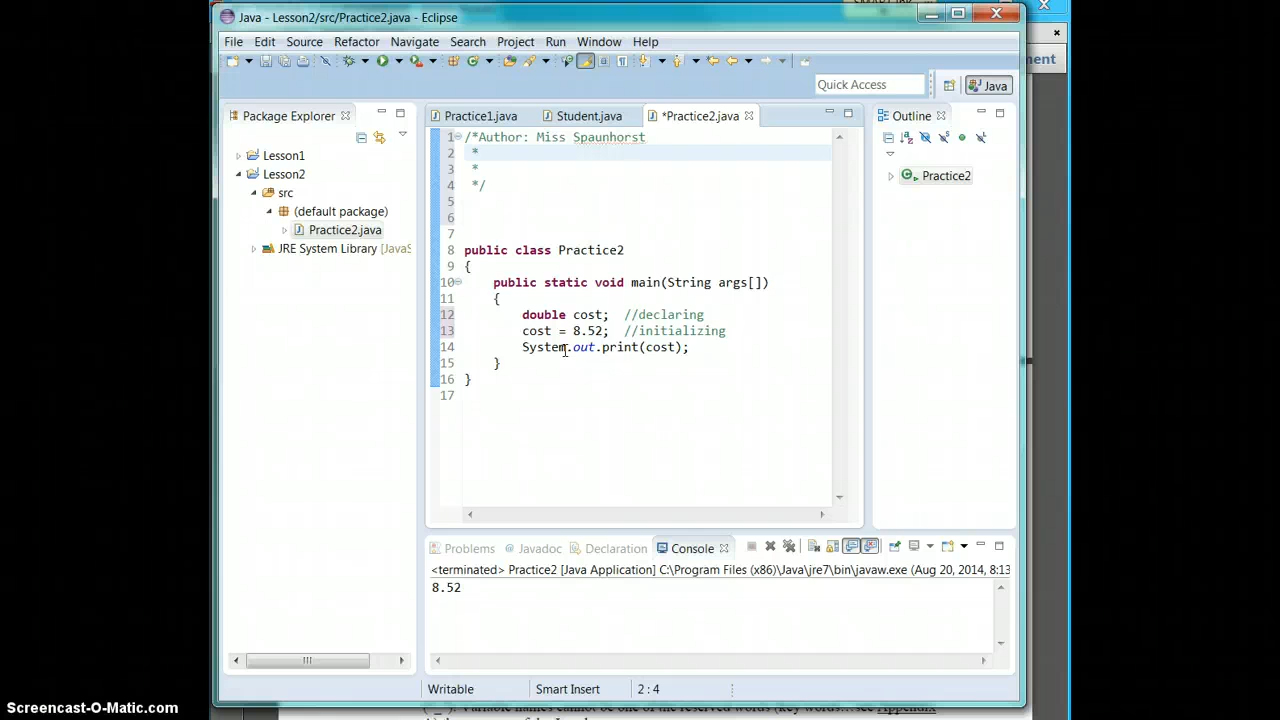 Java - Lesson2/src/Practice2.java - Eclipse
File Edit Source Refactor Navigate Search Project Run Window Help
ment
Quick Access
Java
Package Explorer
Practice1.java Student.java *Practice2.java
Outline
Lesson1
Lesson2
src
(default package)
Practice2.java
JRE System Library [JavaS
1 /*Author: Miss Spaunhorst
2 *
3 *
4 */
5
6
7
8 public class Practice2
9 {
10 public static void main(String args[])
11 {
12 double cost; //declaring
13 cost = 8.52; //initializing
14 System.out.print(cost);
15 }
16 }
17
Practice2
Problems Javadoc Declaration Console
<terminated> Practice2 [Java Application] C:\Program Files (x86)\Java\jre7\bin\javaw.exe (Aug 20, 2014, 8:13
8.52
Writable Smart Insert 2 : 4
Screencast-O-Matic.com